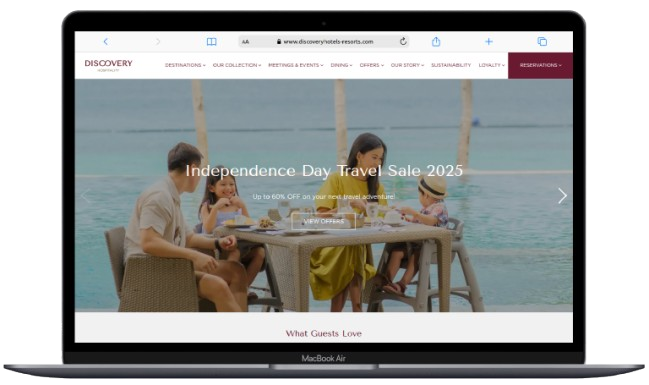 AA www.discoveryhotels-resorts.com
DISCOVERY
HOSPITALITY
DESTINATIONS OUR COLLECTION MEETINGS & EVENTS DINING OFFERS OUR STORY SUSTAINABILITY LOYALTY RESERVATIONS
Independence Day Travel Sale 2025
Up to 60% OFF on your next travel adventure!
VIEW OFFERS
What Guests Love
MacBook Air